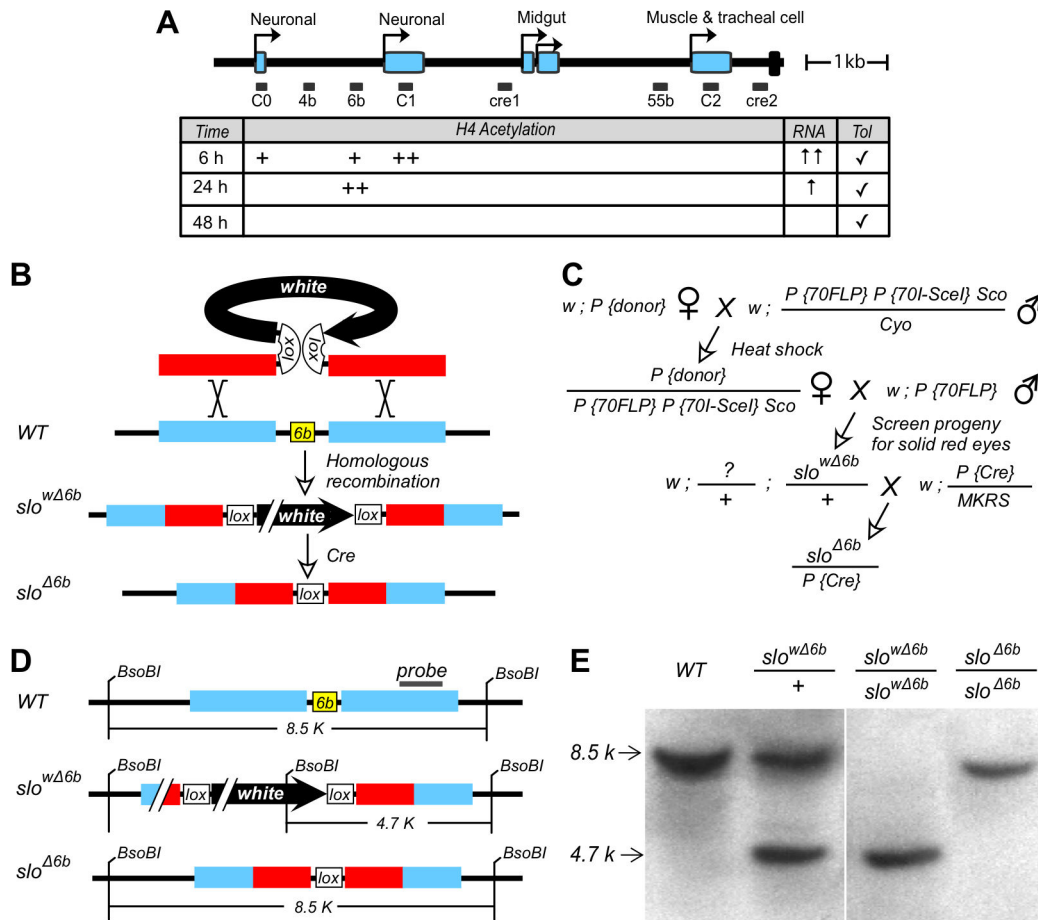 A
Neuronal Neuronal Midgut Muscle & tracheal cell
1kb
C0 4b 6b C1 cre1 55b C2 cre2
Time H4 Acetylation RNA Tol
6 h + + ++ ↑↑ ✓
24 h ++ ↑ ✓
48 h ✓
B
white
lox lox
WT
6b
Homologous
recombination
slo^wΔ6b
lox white lox
Cre
slo^Δ6b
lox
C
w ; P {donor} ♀ X w ; P {70FLP} P {70I-SceI} Sco ♂
Cyo
Heat shock
P {donor}
P {70FLP} P {70I-SceI} Sco ♀ X w ; P {70FLP} ♂
Screen progeny
for solid red eyes
w ; ? ; slo^wΔ6b X w ; P {Cre}
+ + MKRS
slo^Δ6b
P {Cre}
D
probe
BsoBI BsoBI
WT
6b
8.5 K
BsoBI BsoBI BsoBI
slo^wΔ6b
lox white lox
4.7 K
BsoBI BsoBI
slo^Δ6b
lox
8.5 K
E
WT slo^wΔ6b slo^wΔ6b slo^Δ6b
+ slo^wΔ6b slo^Δ6b
8.5 k
4.7 k